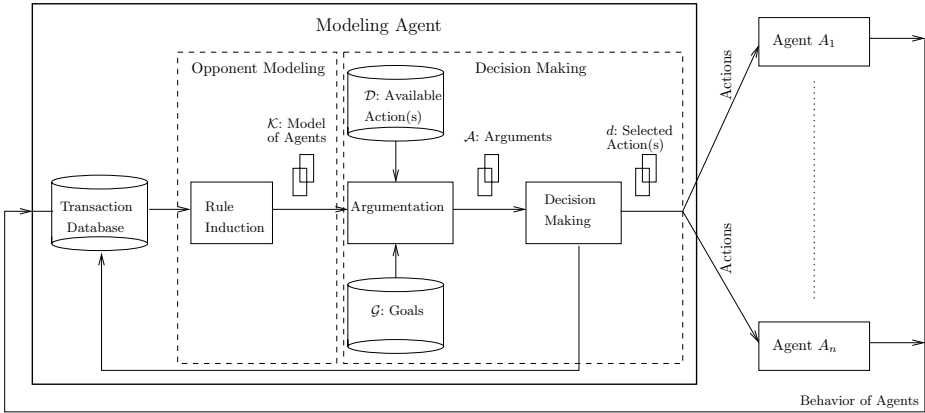 Modeling Agent
Opponent Modeling
Decision Making
𝒟: Available
Action(s)
𝒦: Model
of Agents
𝒜: Arguments
d: Selected
Action(s)
Transaction
Database
Rule
Induction
Argumentation
Decision
Making
𝒢: Goals
Actions
Actions
Agent A₁
Agent Aₙ
Behavior of Agents